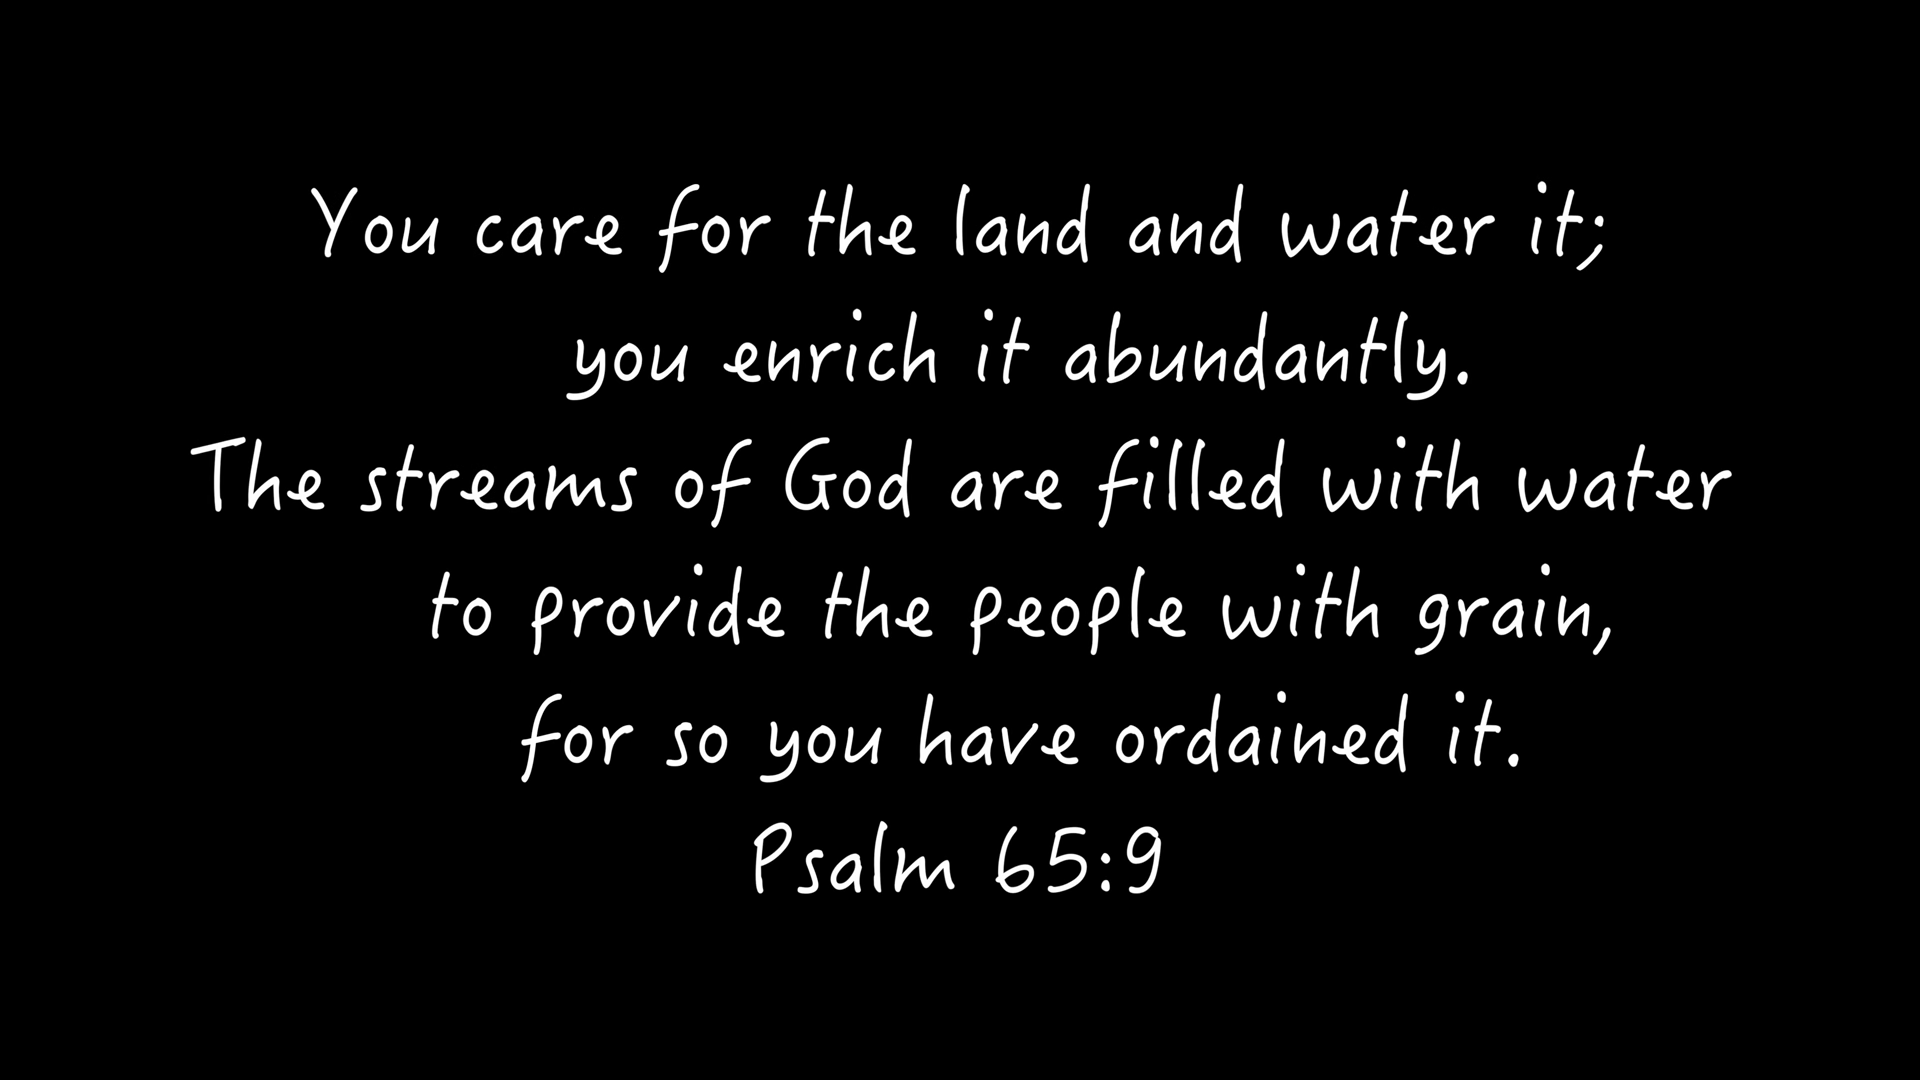 You care for the land and water it;
you enrich it abundantly.
The streams of God are filled with water
to provide the people with grain,
for so you have ordained it.
Psalm 65:9